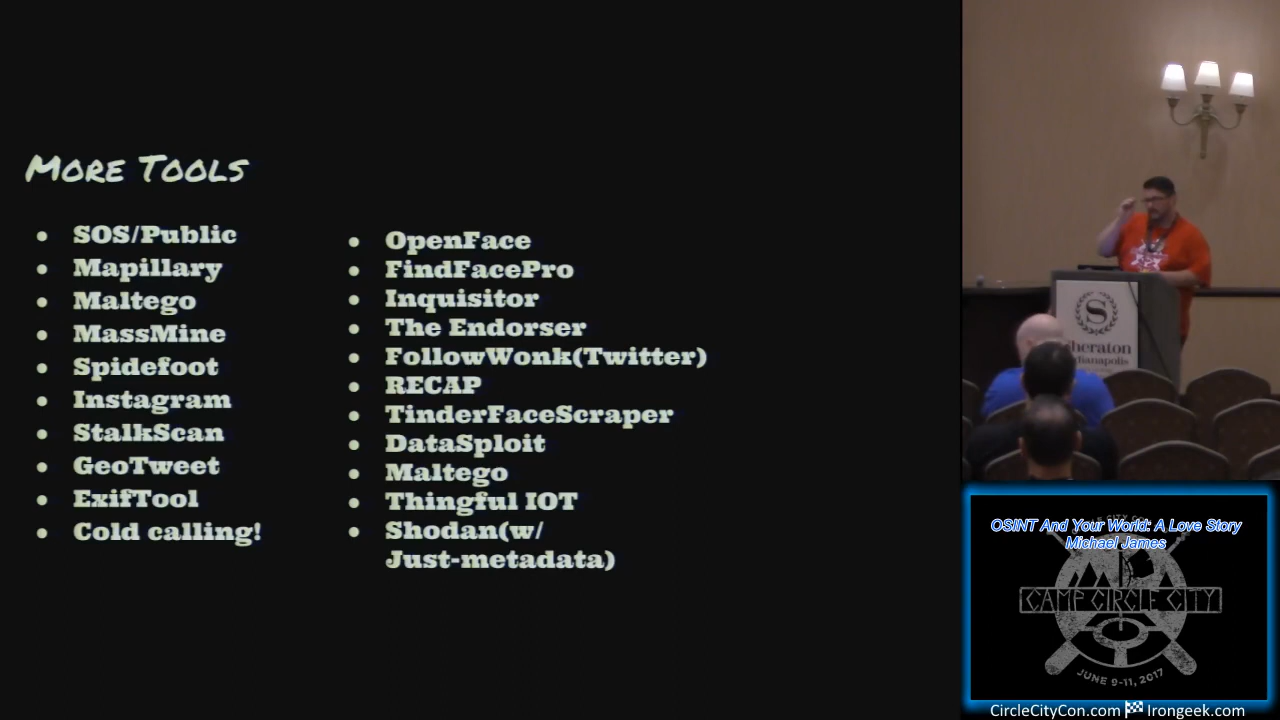 More Tools
SOS/Public
Mapillary
Maltego
MassMine
Spidefoot
Instagram
StalkScan
GeoTweet
ExifTool
Cold calling!
OpenFace
FindFacePro
Inquisitor
The Endorser
FollowWonk(Twitter)
RECAP
TinderFaceScraper
DataSploit
Maltego
Thingful IOT
Shodan(w/
Just-metadata)
S
Sheraton
OSINT And Your World: A Love Story
Michael James
CAMP CIRCLE CITY
JUNE 9-11, 2017
CircleCityCon.com Irongeek.com